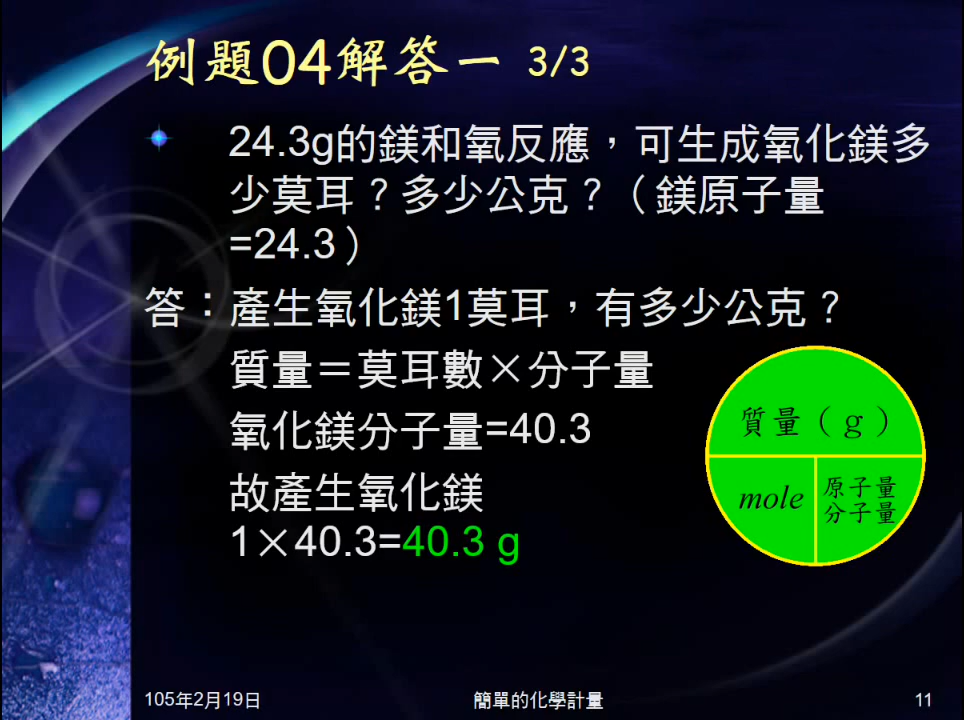 例題04解答一 3/3
24.3g的鎂和氧反應，可生成氧化鎂多
少莫耳？多少公克？（鎂原子量
=24.3）
答：產生氧化鎂1莫耳，有多少公克？
質量＝莫耳數×分子量
氧化鎂分子量=40.3
故產生氧化鎂
1×40.3=40.3 g
質量（g）
mole
原子量
分子量
105年2月19日
簡單的化學計量
11